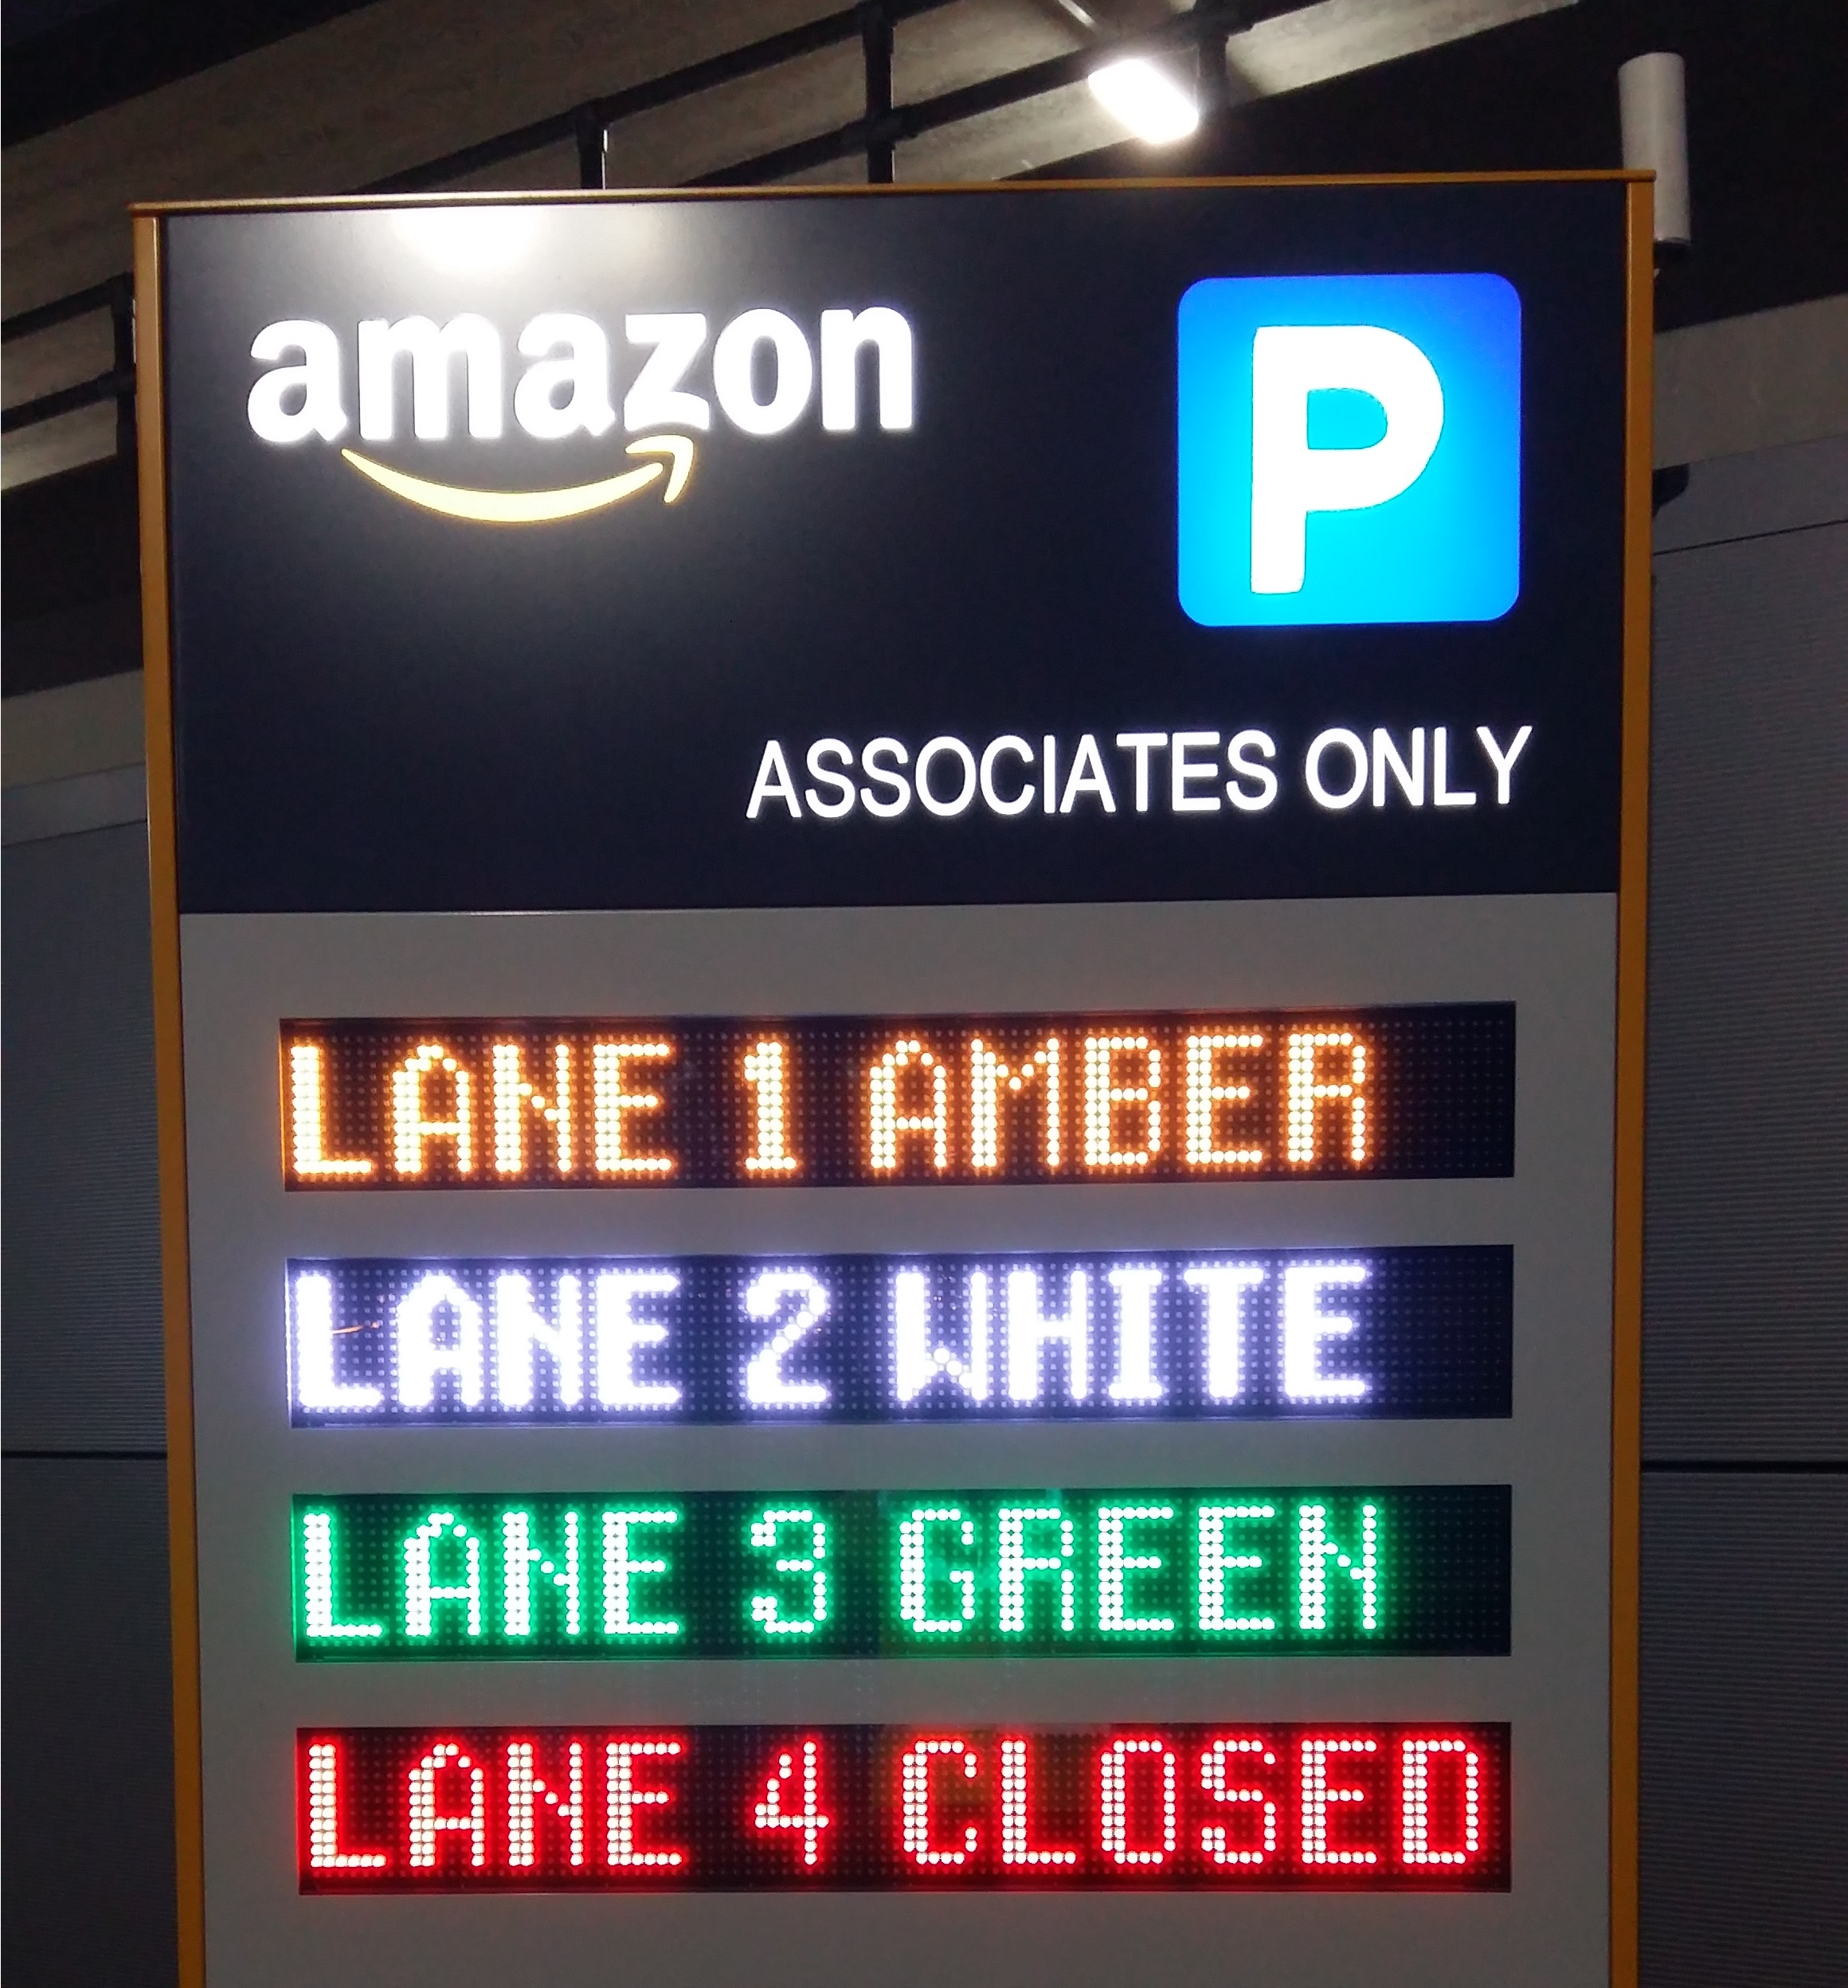 amazon
P
ASSOCIATES ONLY
LANE 1 AMBER
LANE 2 WHITE
LANE 3 GREEN
LANE 4 CLOSED